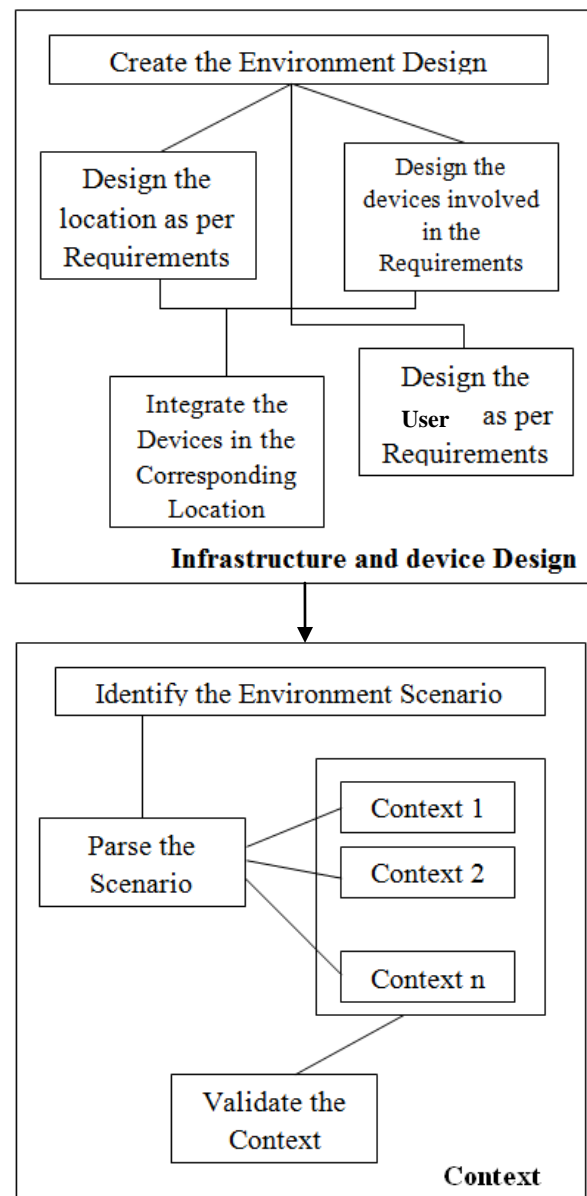 Create the Environment Design
Design the
location as per
Requirements
Design the
devices involved
in the
Requirements
Integrate the
Devices in the
Corresponding
Location
Design the
User as per
Requirements
Infrastructure and device Design
Identify the Environment Scenario
Parse the
Scenario
Context 1
Context 2
Context n
Validate the
Context
Context